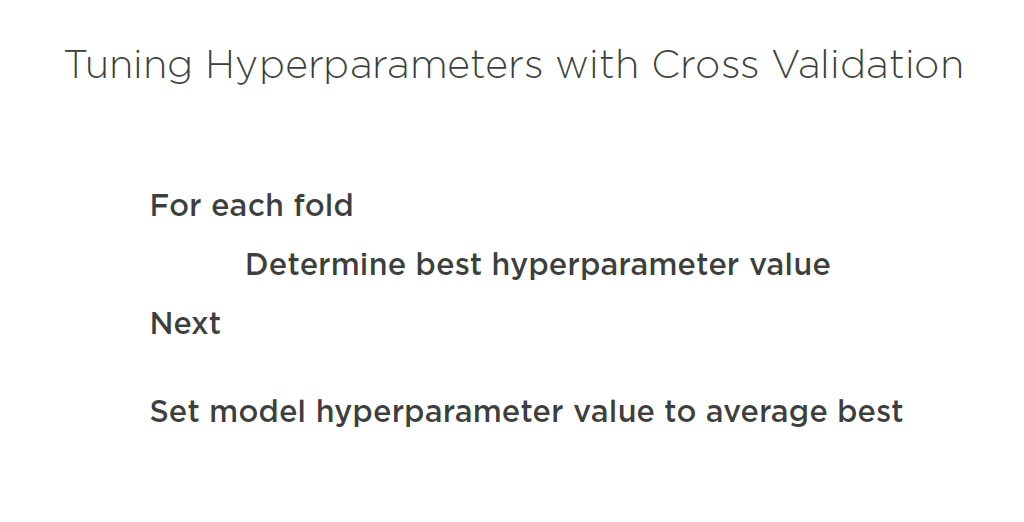 Tuning Hyperparameters with Cross Validation
For each fold
Determine best hyperparameter value
Next
Set model hyperparameter value to average best